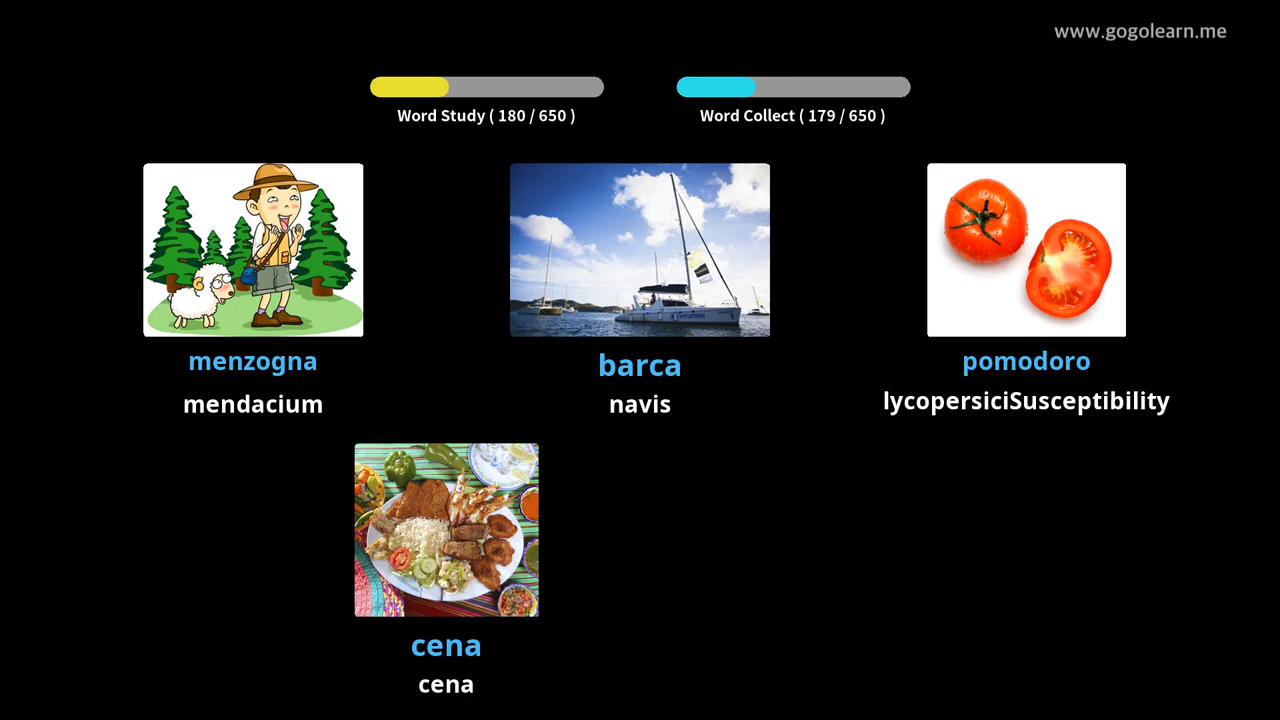 www.gogolearn.me
Word Study ( 180 / 650 )
Word Collect ( 179 / 650 )
menzogna
barca
pomodoro
mendacium
navis
lycopersiciSusceptibility
cena
cena